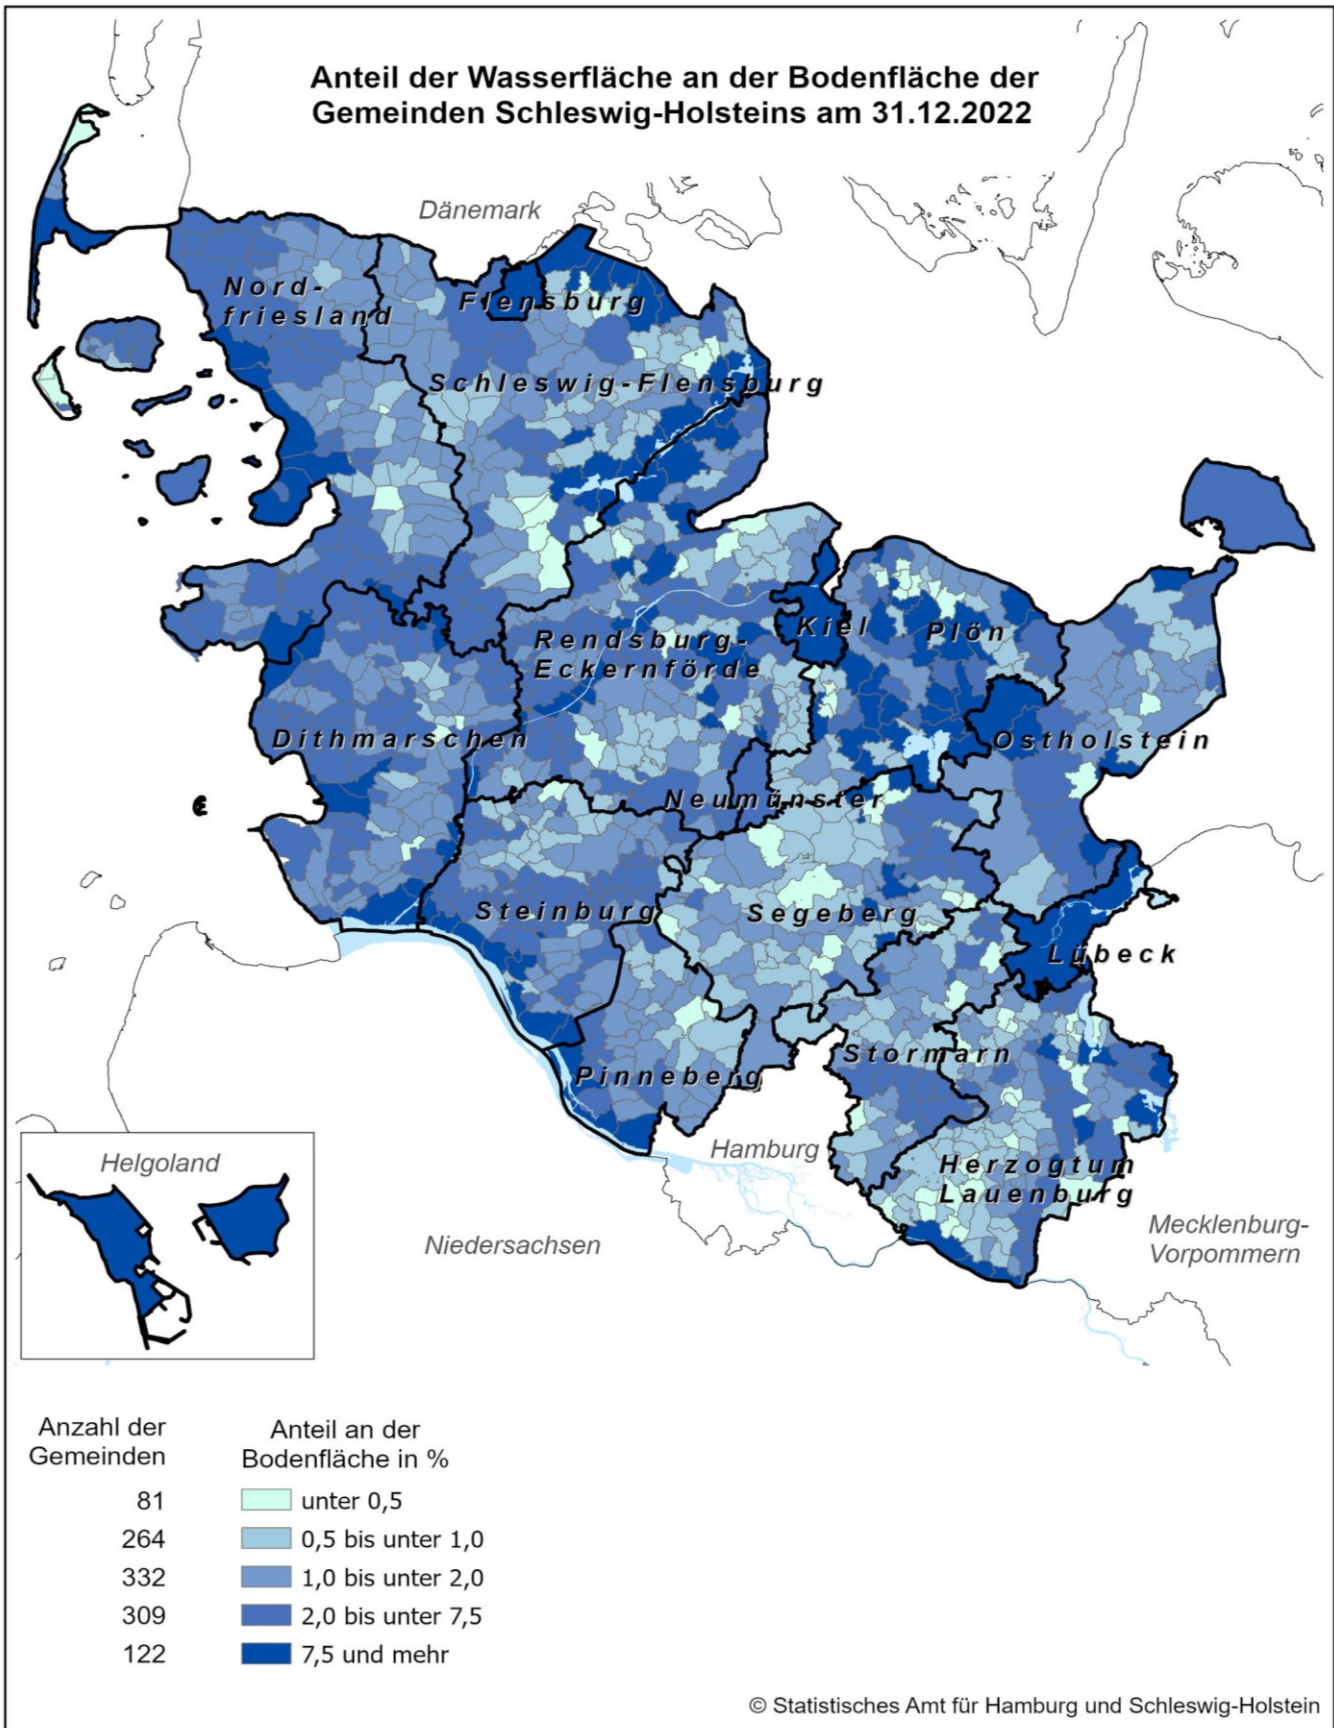 Anteil der Wasserfläche an der Bodenfläche der
Gemeinden Schleswig-Holsteins am 31.12.2022
Dänemark
Nord-
friesland
Flensburg
Schleswig-Flensburg
Rendsburg-
Eckernförde
Kiel
Plön
Dithmarschen
Ostholstein
Neumünster
Steinburg
Segeberg
Lübeck
Stormarn
Pinneberg
Hamburg
Helgoland
Herzogtum
Lauenburg
Niedersachsen
Mecklenburg-
Vorpommern
Anzahl der
Gemeinden
Anteil an der
Bodenfläche in %
81 unter 0,5
264 0,5 bis unter 1,0
332 1,0 bis unter 2,0
309 2,0 bis unter 7,5
122 7,5 und mehr
© Statistisches Amt für Hamburg und Schleswig-Holstein